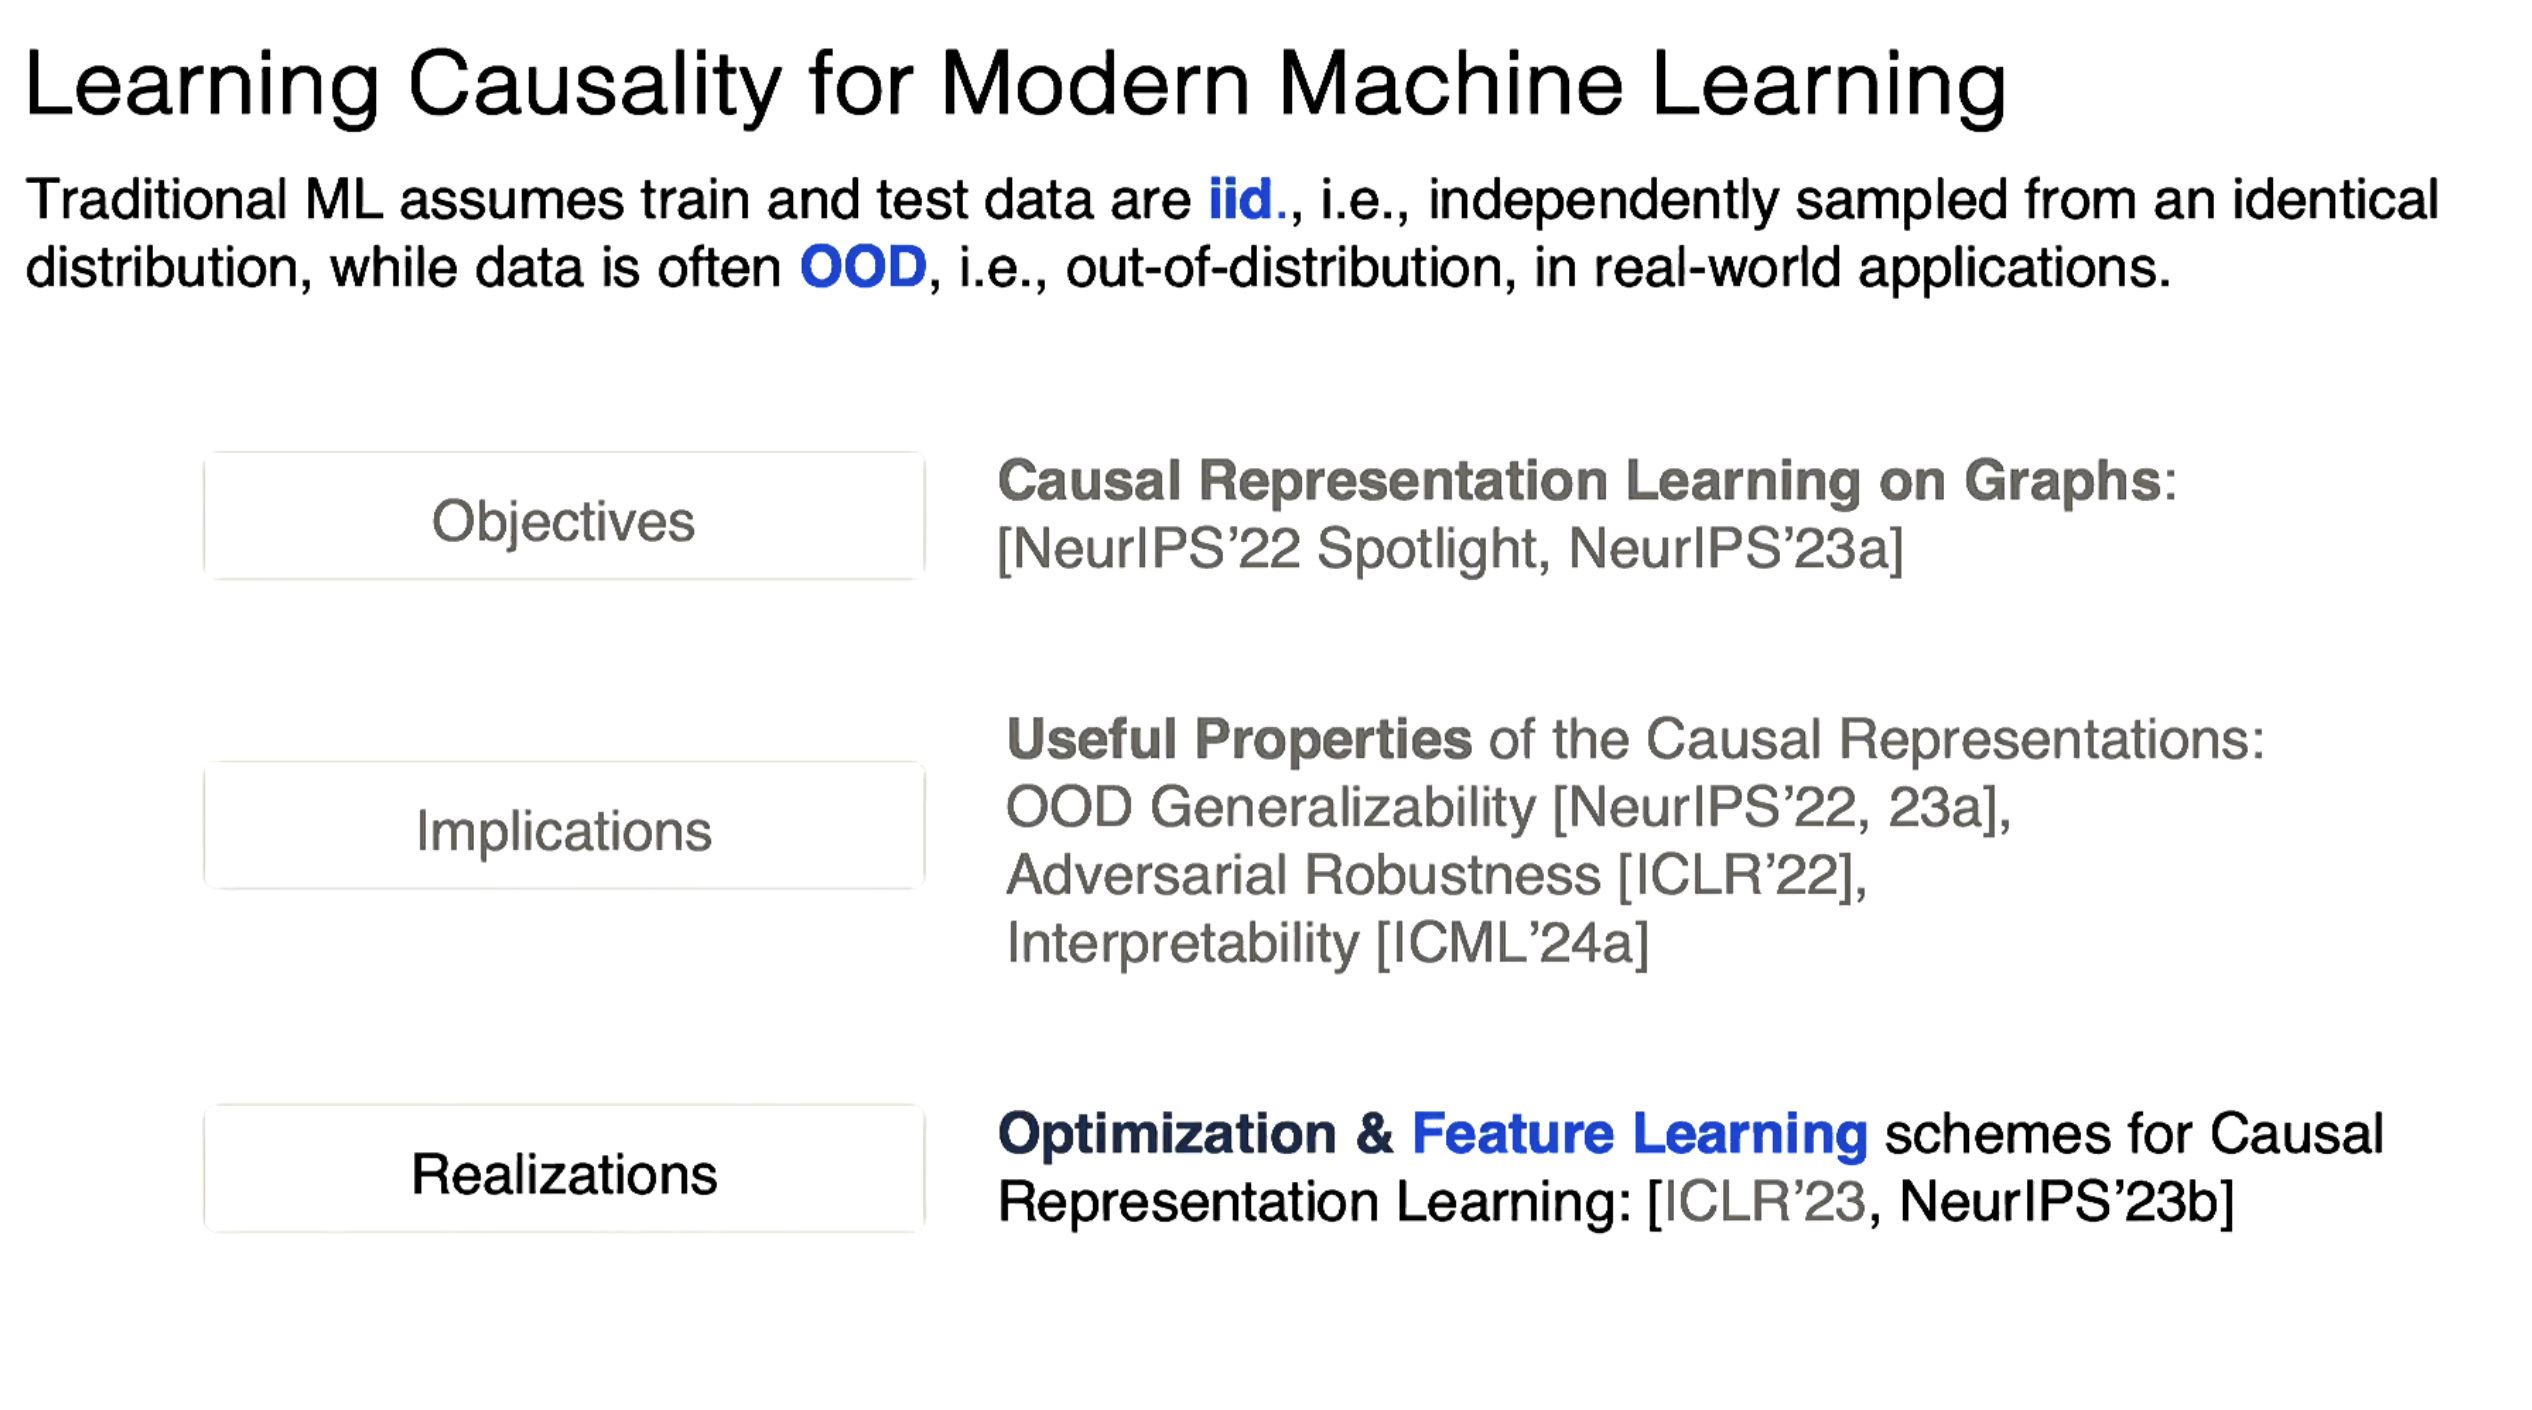 Learning Causality for Modern Machine Learning
Traditional ML assumes train and test data are iid., i.e., independently sampled from an identical
distribution, while data is often OOD, i.e., out-of-distribution, in real-world applications.
Objectives
Causal Representation Learning on Graphs:
[NeurIPS’22 Spotlight, NeurIPS’23a]
Implications
Useful Properties of the Causal Representations:
OOD Generalizability [NeurIPS’22, 23a],
Adversarial Robustness [ICLR’22],
Interpretability [ICML’24a]
Realizations
Optimization & Feature Learning schemes for Causal
Representation Learning: [ICLR’23, NeurIPS’23b]